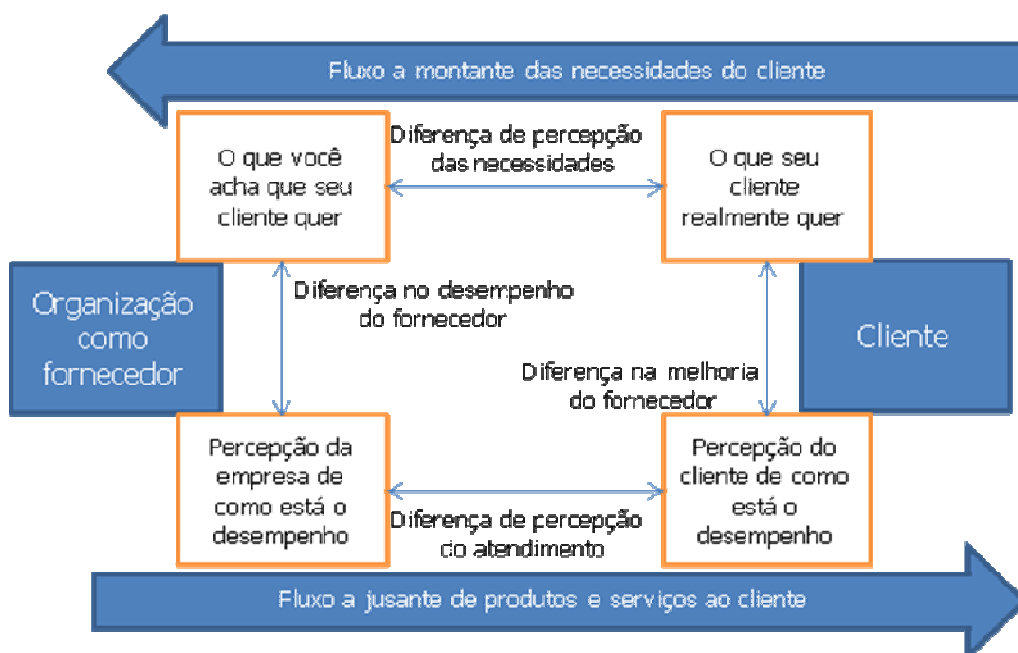 Fluxo a montante das necessidades do cliente
O que você
acha que seu
cliente quer
Diferença de percepção
das necessidades
O que seu
cliente
realmente quer
Organização
como
fornecedor
Diferença no desempenho
do fornecedor
Diferença na melhoria
do fornecedor
Cliente
Percepção da
empresa de
como está o
desempenho
Diferença de percepção
do atendimento
Percepção do
cliente de como
está o
desempenho
Fluxo a jusante de produtos e serviços ao cliente